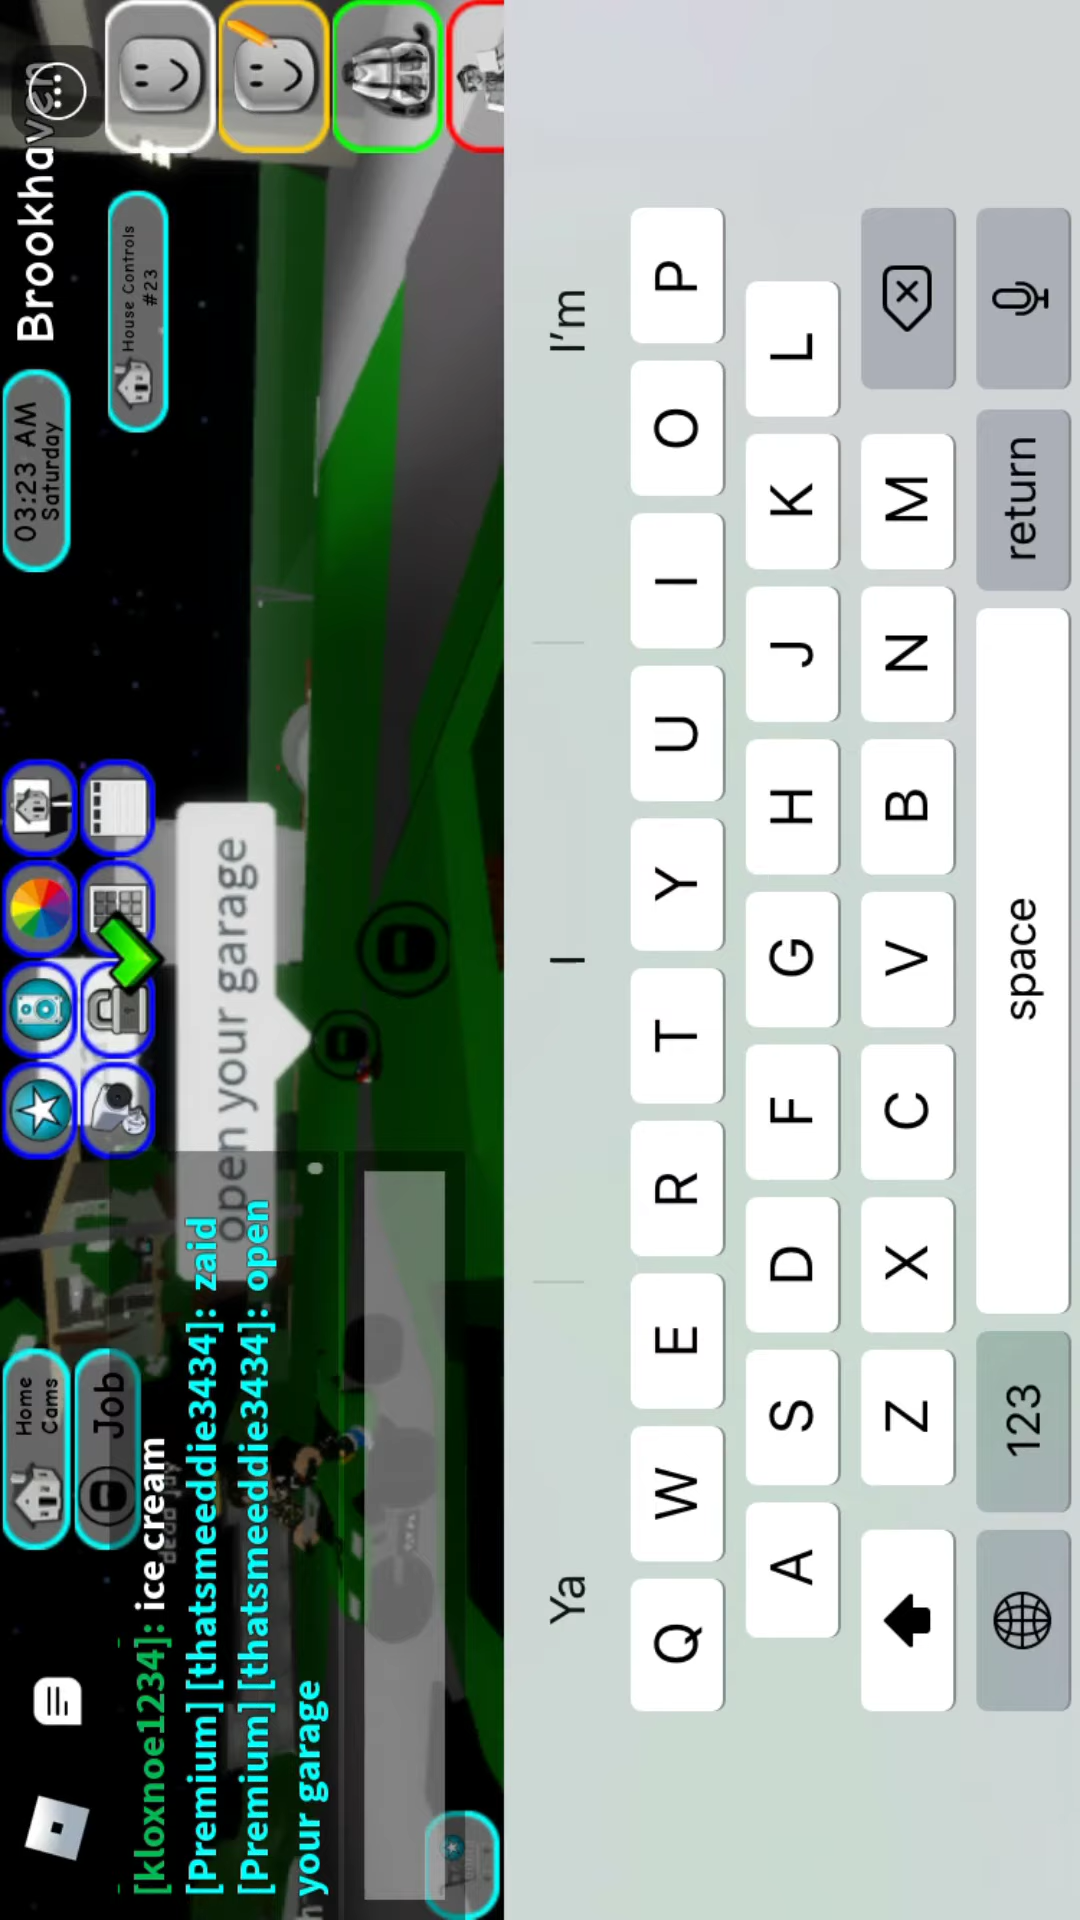 Brookhaven
03:23 AM
Saturday
House Controls
#23
Home
Cams
Job
open your garage
[kloxnoe1234]: ice cream
[Premium] [thatsmeeddie3434]: zaid
[Premium] [thatsmeeddie3434]: open
your garage
Ya
I
I'm
Q W E R T Y U I O P
A S D F G H J K L
Z X C V B N M
123 space return